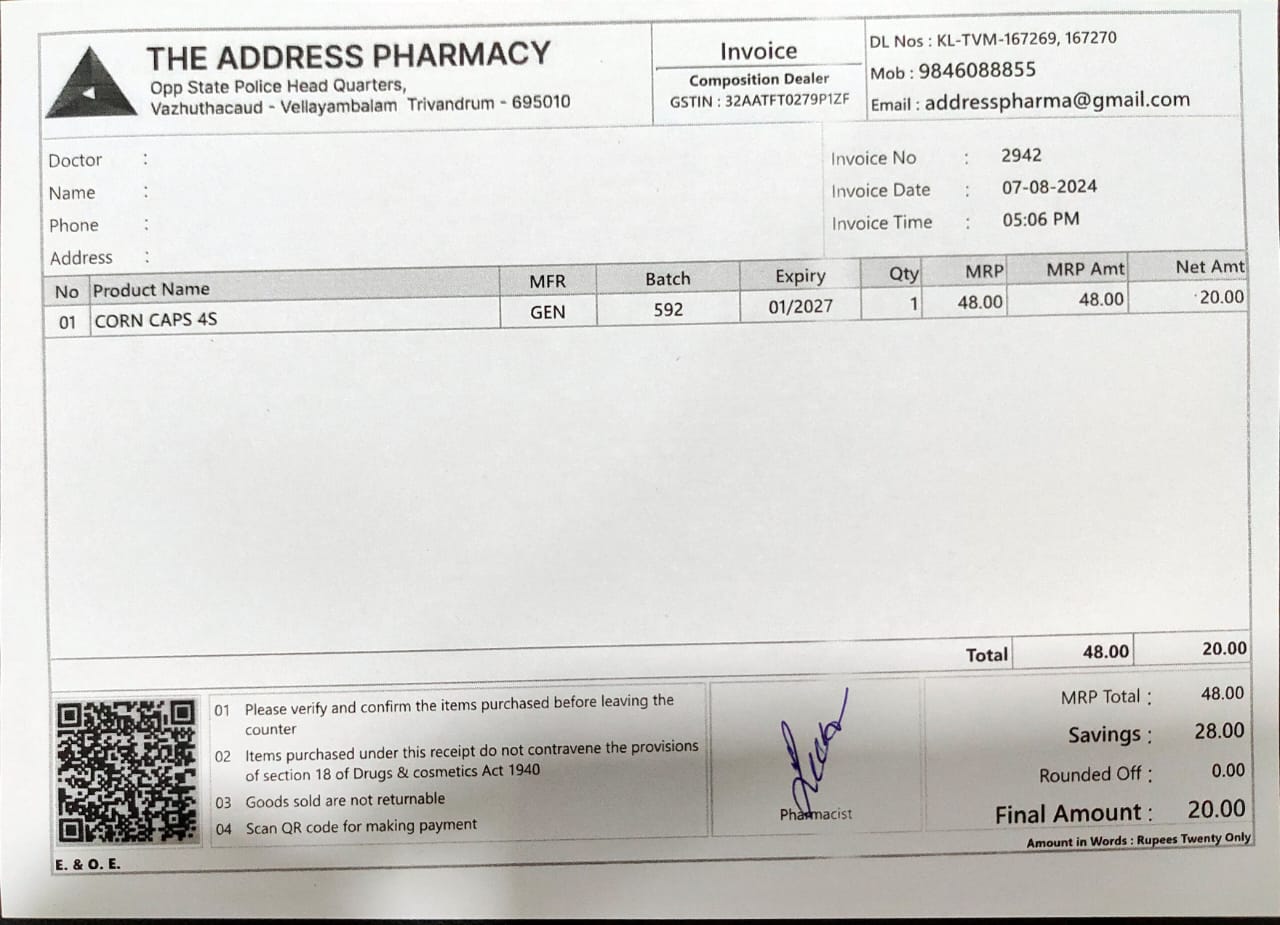 THE ADDRESS PHARMACY
Opp State Police Head Quarters,
Vazhuthacaud - Vellayambalam Trivandrum - 695010
Invoice
Composition Dealer
GSTIN : 32AATFT0279P1ZF
DL Nos : KL-TVM-167269, 167270
Mob : 9846088855
Email : addresspharma@gmail.com
Doctor :
Name :
Phone :
Address :
Invoice No : 2942
Invoice Date : 07-08-2024
Invoice Time : 05:06 PM
No Product Name MFR Batch Expiry Qty MRP MRP Amt Net Amt
01 CORN CAPS 4S GEN 592 01/2027 1 48.00 48.00 20.00
Total 48.00 20.00
01 Please verify and confirm the items purchased before leaving the
counter
02 Items purchased under this receipt do not contravene the provisions
of section 18 of Drugs & cosmetics Act 1940
03 Goods sold are not returnable
04 Scan QR code for making payment
Pharmacist
MRP Total : 48.00
Savings : 28.00
Rounded Off : 0.00
Final Amount : 20.00
Amount in Words : Rupees Twenty Only
E. & O. E.